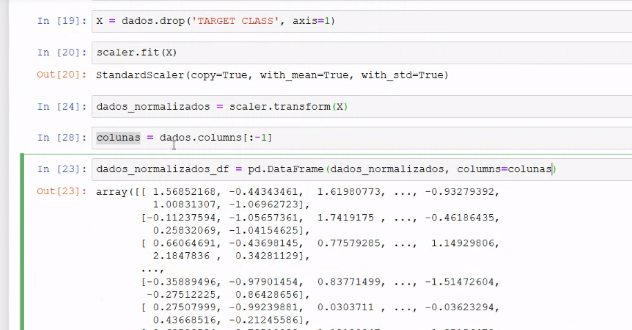 In [19]: X = dados.drop('TARGET CLASS', axis=1)
In [20]: scaler.fit(X)
Out[20]: StandardScaler(copy=True, with_mean=True, with_std=True)
In [24]: dados_normalizados = scaler.transform(X)
In [28]: colunas = dados.columns[:-1]
In [23]: dados_normalizados_df = pd.DataFrame(dados_normalizados, columns=colunas)
Out[23]: array([[ 1.56852168, -0.44343461, 1.61980773, ..., -0.93279392,
1.00831307, -1.06962723],
[-0.11237594, -1.05657361, 1.7419175 , ..., -0.46186435,
0.25832069, -1.04154625],
[ 0.66064691, -0.43698145, 0.77579285, ..., 1.14929806,
2.1847836 , 0.34281129],
...,
[-0.35889496, -0.97901454, 0.83771499, ..., -1.51472604,
-0.27512225, 0.86428656],
[ 0.27507999, -0.99239881, 0.0303711 , ..., -0.03623294,
0.43668516, -0.21245586],